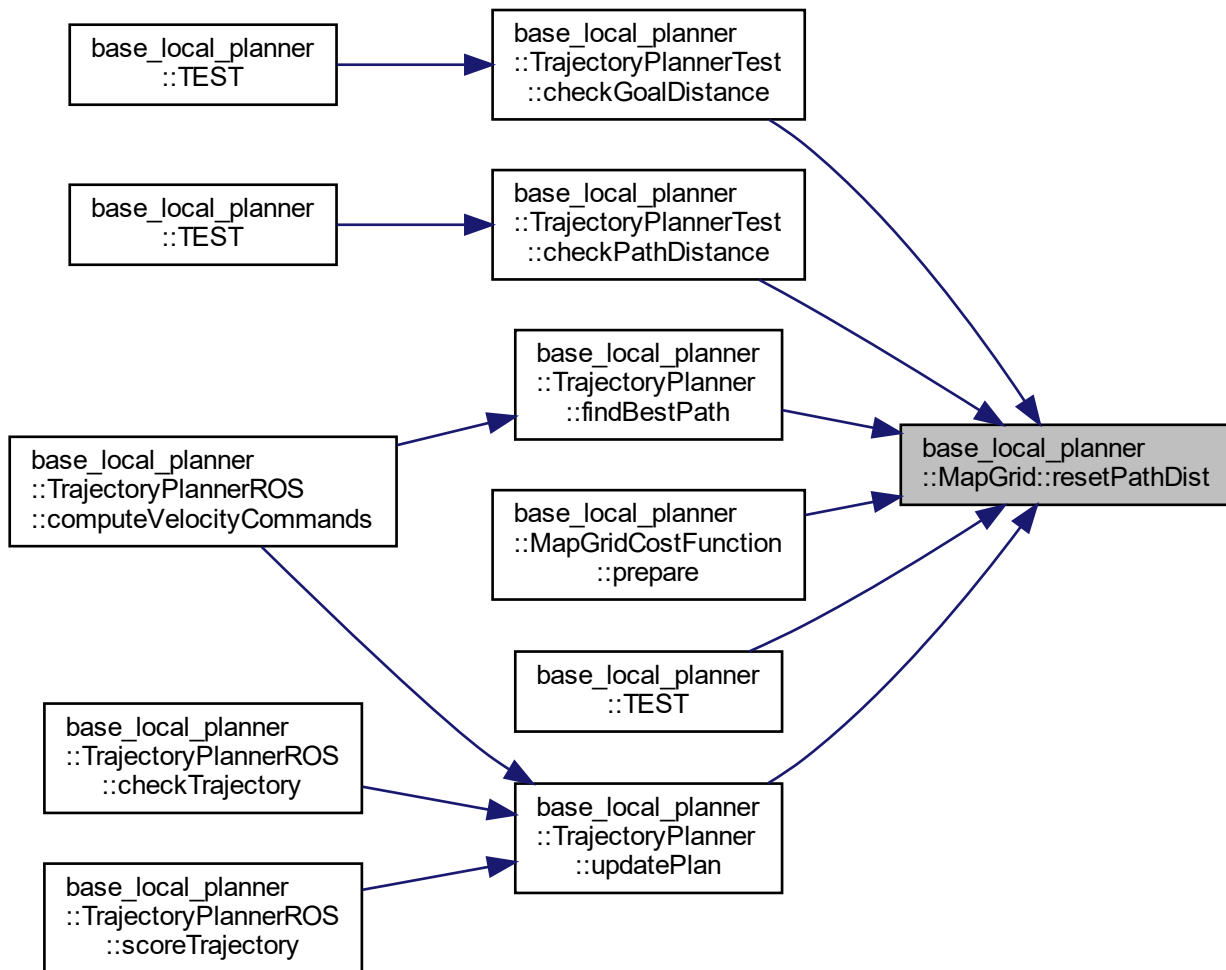 base_local_planner
::TEST
base_local_planner
::TrajectoryPlannerTest
::checkGoalDistance
base_local_planner
::TEST
base_local_planner
::TrajectoryPlannerTest
::checkPathDistance
base_local_planner
::TrajectoryPlanner
::findBestPath
base_local_planner
::TrajectoryPlannerROS
::computeVelocityCommands
base_local_planner
::MapGrid::resetPathDist
base_local_planner
::MapGridCostFunction
::prepare
base_local_planner
::TEST
base_local_planner
::TrajectoryPlannerROS
::checkTrajectory
base_local_planner
::TrajectoryPlanner
::updatePlan
base_local_planner
::TrajectoryPlannerROS
::scoreTrajectory